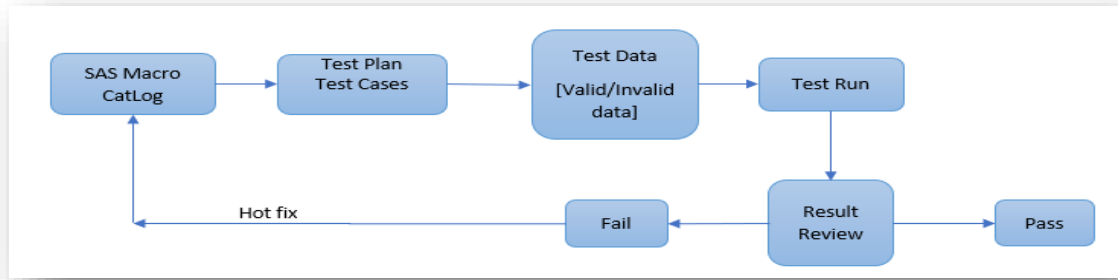 SAS Macro
CatLog
Test Plan
Test Cases
Test Data
[Valid/Invalid
data]
Test Run
Result
Review
Pass
Fail
Hot fix